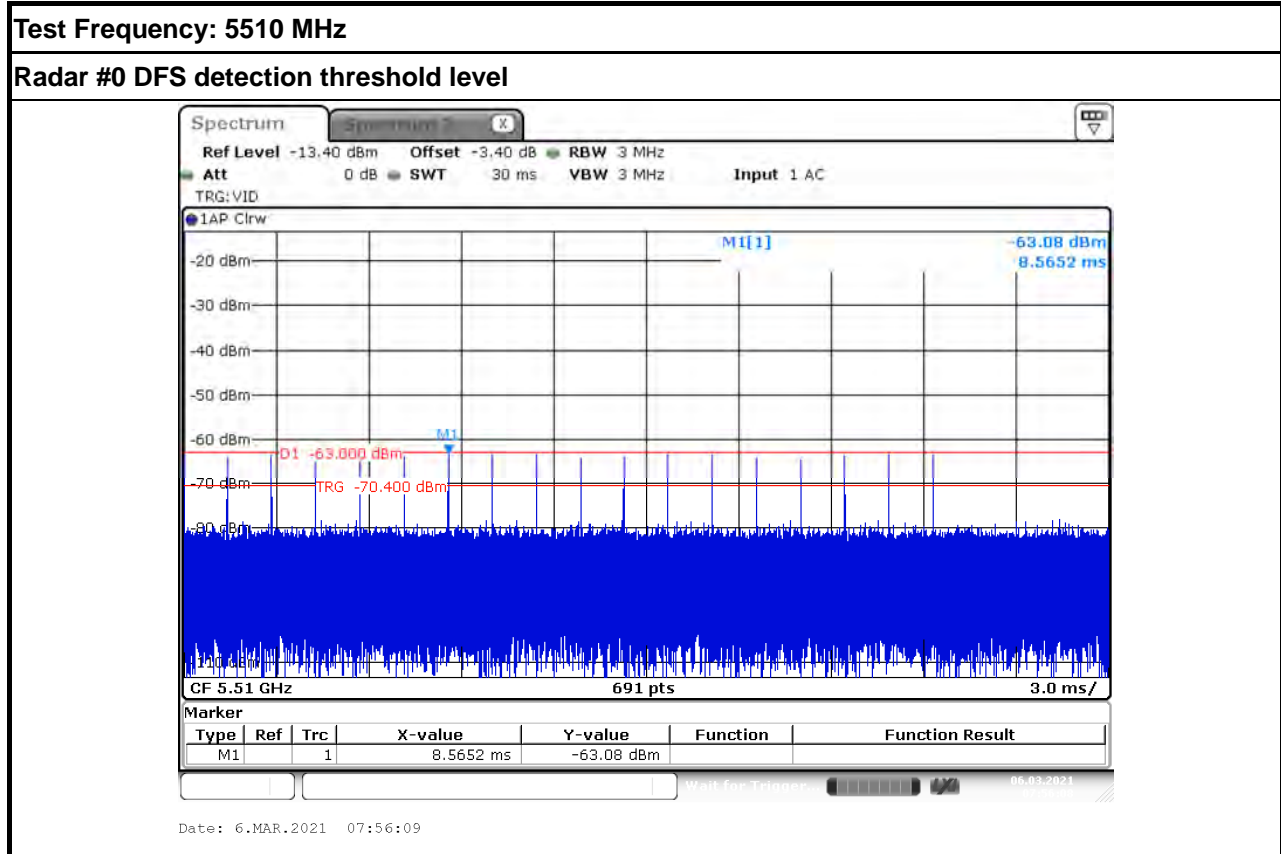 Test Frequency: 5510 MHz
Radar #0 DFS detection threshold level
Spectrum Spectrum 2 X
Ref Level -13.40 dBm Offset -3.40 dB RBW 3 MHz
Att 0 dB SWT 30 ms VBW 3 MHz Input 1 AC
TRG:VID
1AP Clrw
M1[1] -63.08 dBm
8.5652 ms
-20 dBm
-30 dBm
-40 dBm
-50 dBm
-60 dBm
M1
D1 -63.000 dBm
-70 dBm
TRG -70.400 dBm
CF 5.51 GHz 691 pts 3.0 ms/
Marker
Type Ref Trc X-value Y-value Function Function Result
M1 1 8.5652 ms -63.08 dBm
Wait for Trigger... 06.03.2021
Date: 6.MAR.2021 07:56:09